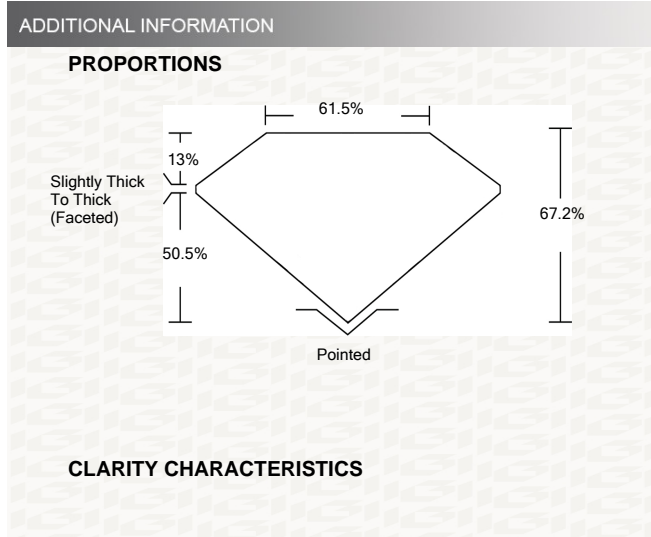 ADDITIONAL INFORMATION
PROPORTIONS
61.5%
13%
Slightly Thick
To Thick
(Faceted)
67.2%
50.5%
Pointed
CLARITY CHARACTERISTICS